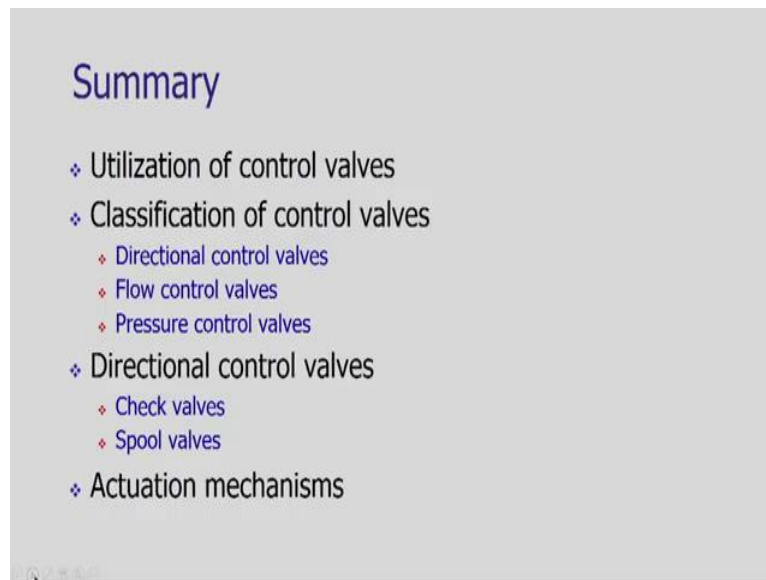 Summary
Utilization of control valves
Classification of control valves
Directional control valves
Flow control valves
Pressure control valves
Directional control valves
Check valves
Spool valves
Actuation mechanisms